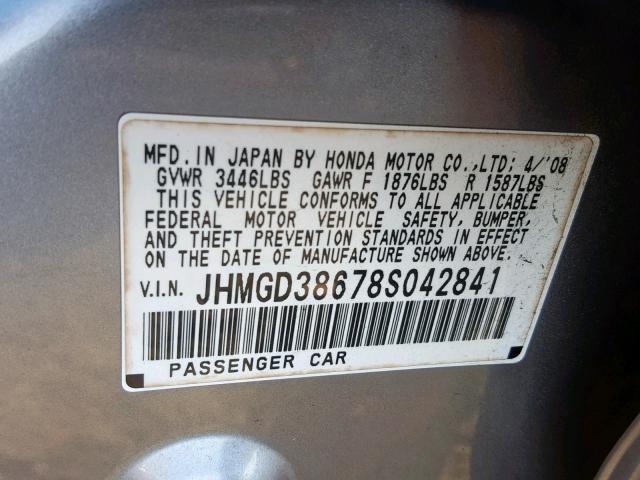 MFD. IN JAPAN BY HONDA MOTOR CO.,LTD; 4/'08
GVWR 3446LBS GAWR F 1876LBS R 1587LBS
THIS VEHICLE CONFORMS TO ALL APPLICABLE
FEDERAL MOTOR VEHICLE SAFETY, BUMPER,
AND THEFT PREVENTION STANDARDS IN EFFECT
ON THE DATE OF MANUFACTURE SHOWN ABOVE.
V.I.N. JHMGD38678S042841
PASSENGER CAR